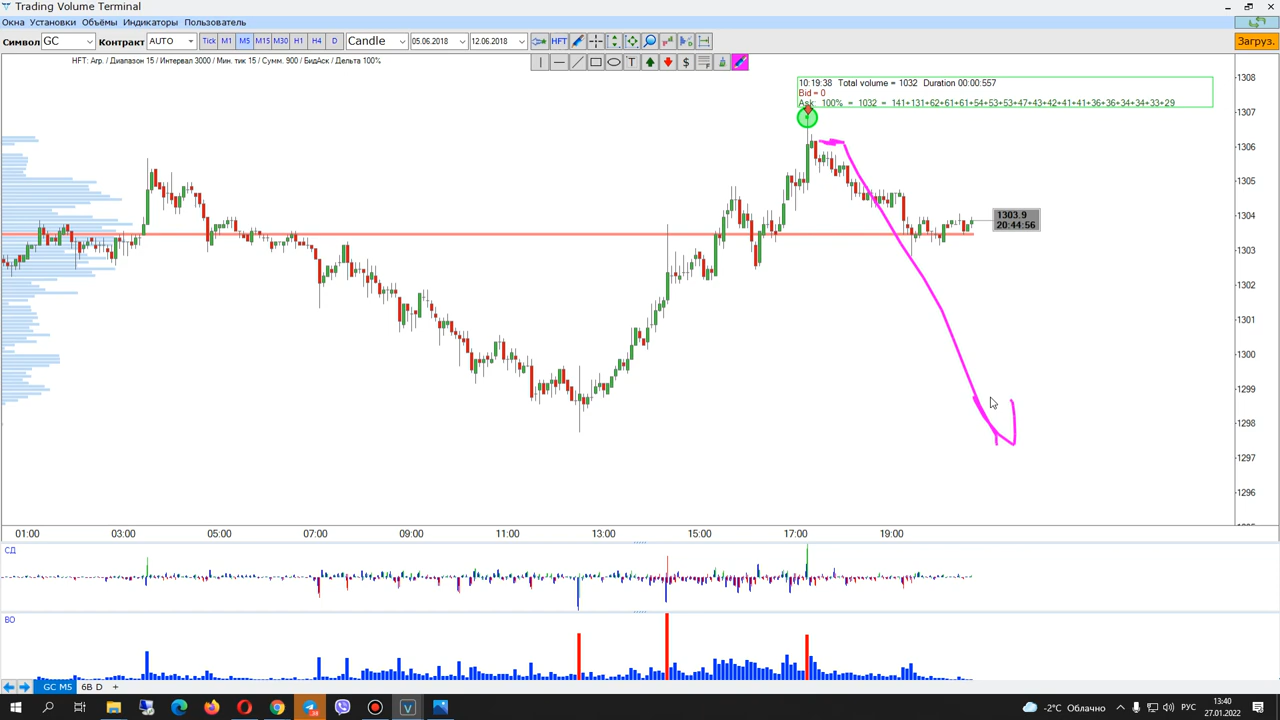 Trading Volume Terminal
Окна Установки Объёмы Индикаторы Пользователь
Символ GC Контракт AUTO Tick M1 M5 M15 M30 H1 H4 D Candle 05.06.2018 12.06.2018 HFT Загруз.
HFT: Агр. / Диапазон 15 / Интервал 3000 / Мин. тик 15 / Сумм. 900 / БидАск / Дельта 100%
T $
10:19:38 Total volume = 1032 Duration 00:00:557
Bid = 0
Ask: 100% = 1032 = 141+131+62+61+61+54+53+53+47+43+42+41+41+36+36+34+34+33+29
1308
1307
1306
1305
1304
1303
1302
1301
1300
1299
1298
1297
1296
1303.9
20:44:56
01:00 03:00 05:00 07:00 09:00 11:00 13:00 15:00 17:00 19:00
СД
ВО
GC M5 6B D +
-2°C Облачно РУС 13:40
27.01.2022